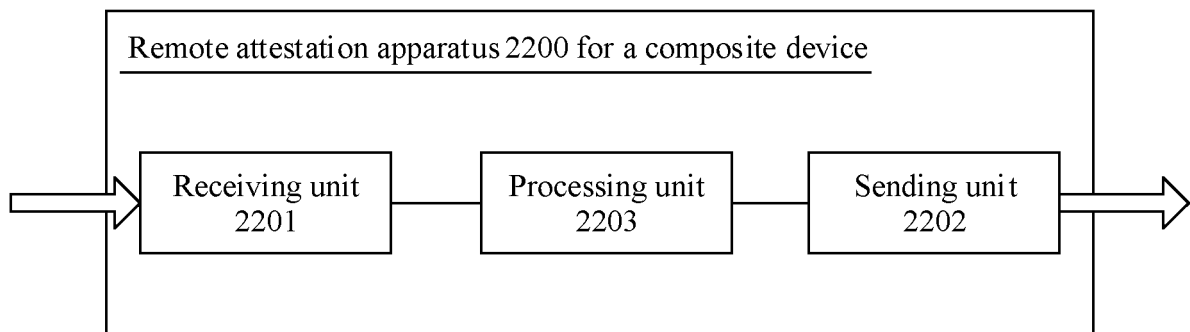 Remote attestation apparatus 2200 for a composite device
Receiving unit
2201
Processing unit
2203
Sending unit
2202